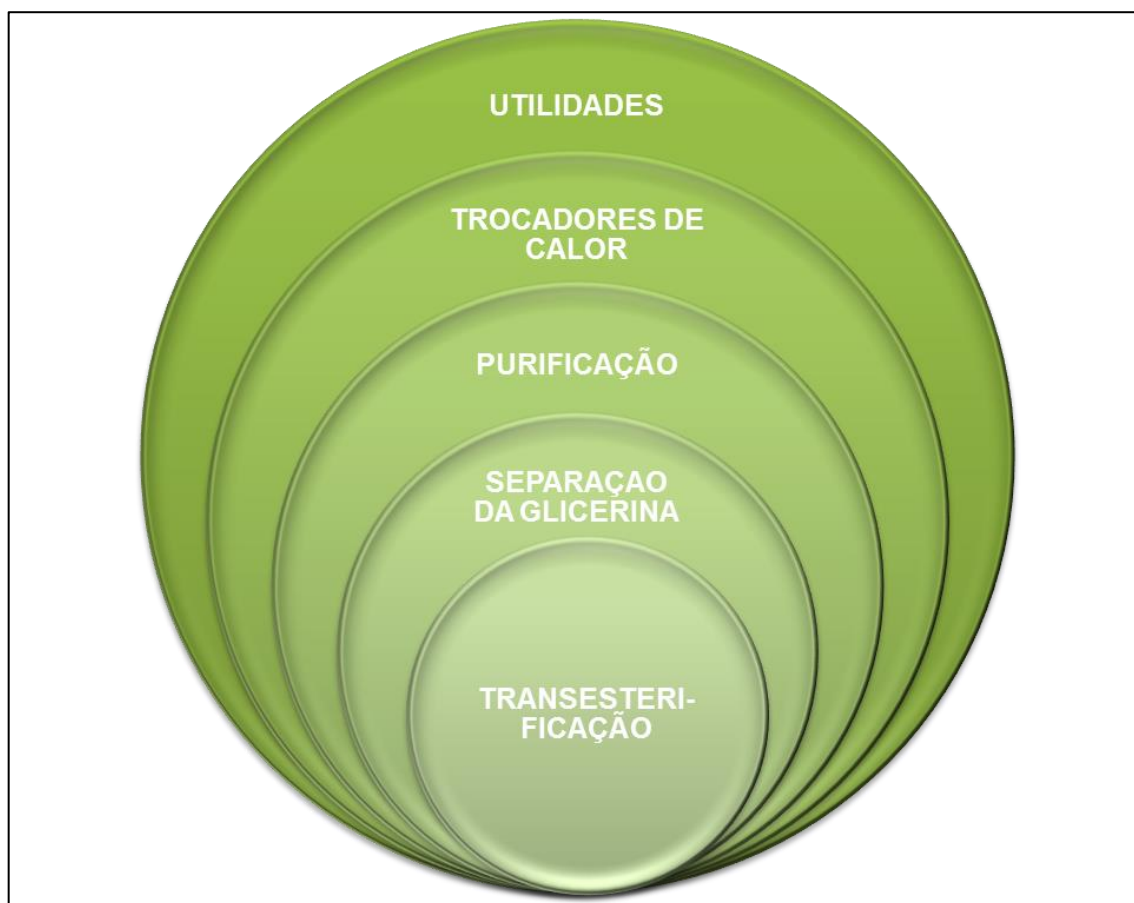 UTILIDADES
TROCADORES DE
CALOR
PURIFICAÇÃO
SEPARAÇAO
DA GLICERINA
TRANSESTERI-
FICAÇÃO